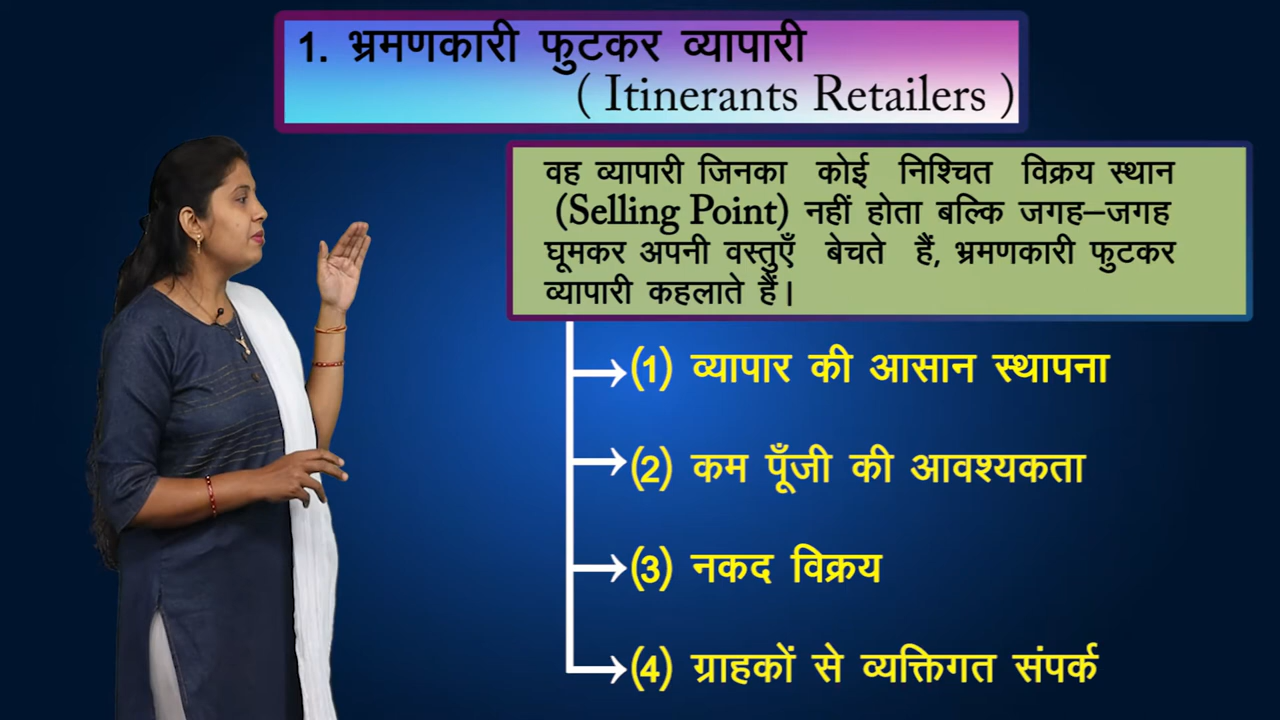 1. भ्रमणकारी फुटकर व्यापारी
( Itinerants Retailers )
वह व्यापारी जिनका कोई निश्चित विक्रय स्थान
(Selling Point) नहीं होता बल्कि जगह–जगह
घूमकर अपनी वस्तुएँ बेचते हैं, भ्रमणकारी फुटकर
व्यापारी कहलाते हैं।
(1) व्यापार की आसान स्थापना
(2) कम पूँजी की आवश्यकता
(3) नकद विक्रय
(4) ग्राहकों से व्यक्तिगत संपर्क